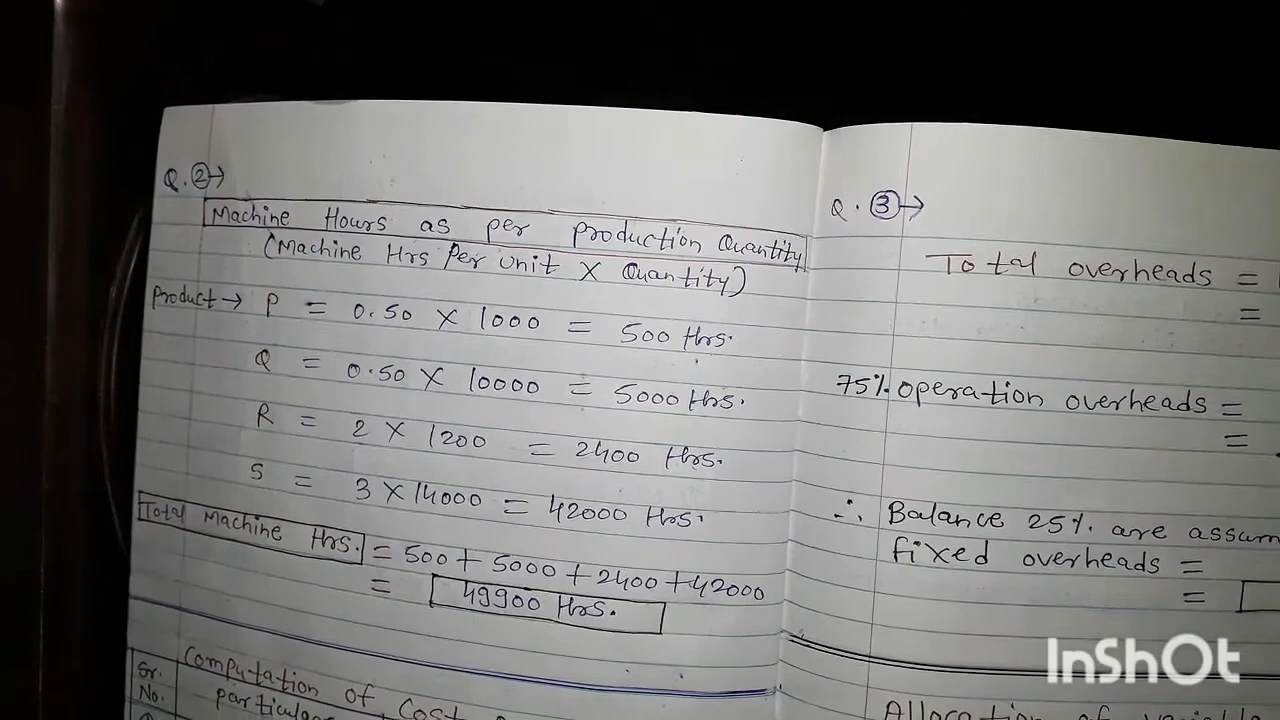 Q. 2→
Machine Hours as per production Quantity
(Machine Hrs Per unit × Quantity)
Product → P = 0.50 × 1000 = 500 Hrs.
Q = 0.50 × 10000 = 5000 Hrs.
R = 2 × 1200 = 2400 Hrs.
S = 3 × 14000 = 42000 Hrs.
Total Machine Hrs. = 500 + 5000 + 2400 + 42000
= 49900 Hrs.
Sr. No.
Computation of Cost
Q. 3→
Total overheads =
=
75% operation overheads =
=
∴ Balance 25% are
fixed overheads =
=
InShOt